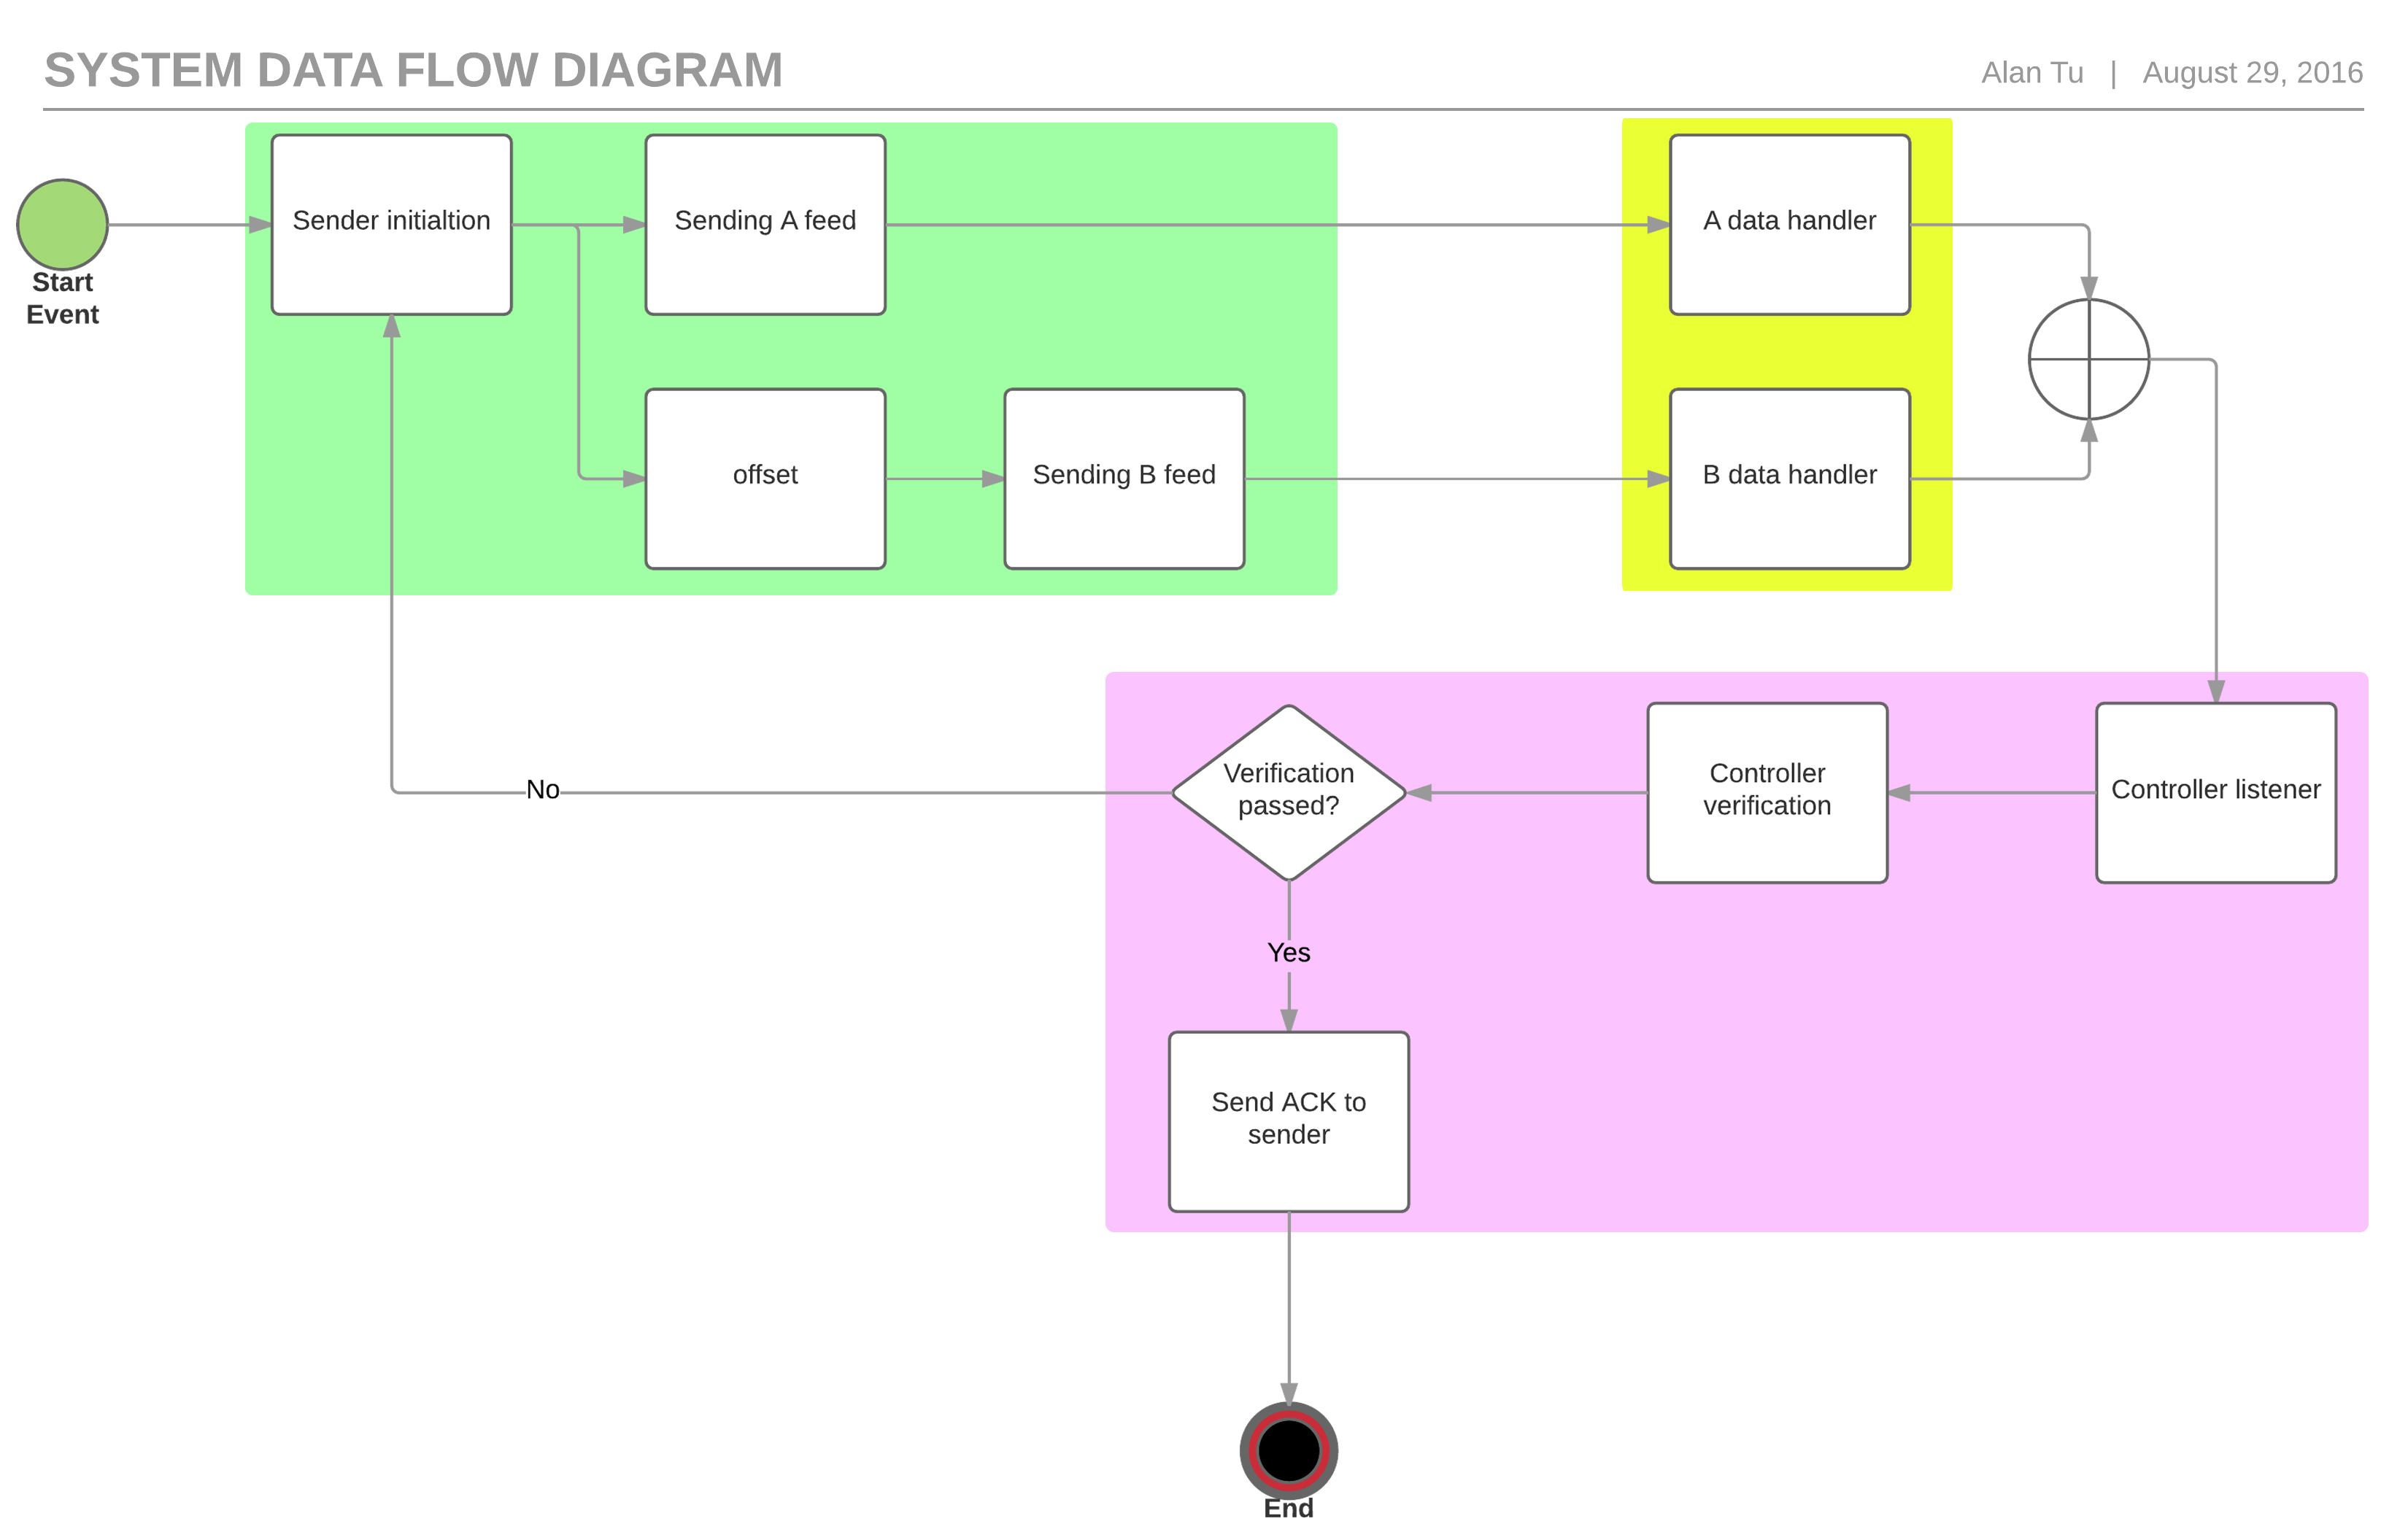 SYSTEM DATA FLOW DIAGRAM
Alan Tu | August 29, 2016
Start
Event
Sender initialtion
Sending A feed
A data handler
offset
Sending B feed
B data handler
No
Verification
passed?
Controller
verification
Controller listener
Yes
Send ACK to
sender
End